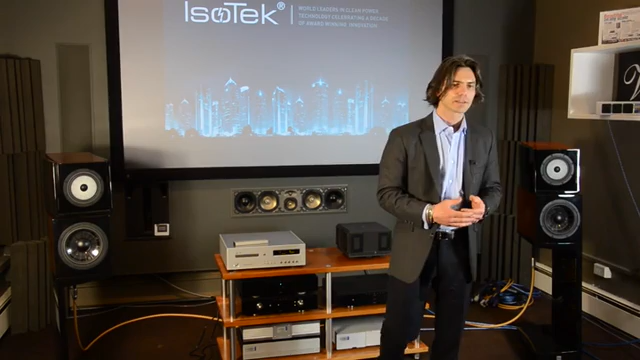 IsoTek®
WORLD LEADERS IN CLEAN POWER
TECHNOLOGY CELEBRATING A DECADE
OF AWARD WINNING INNOVATION